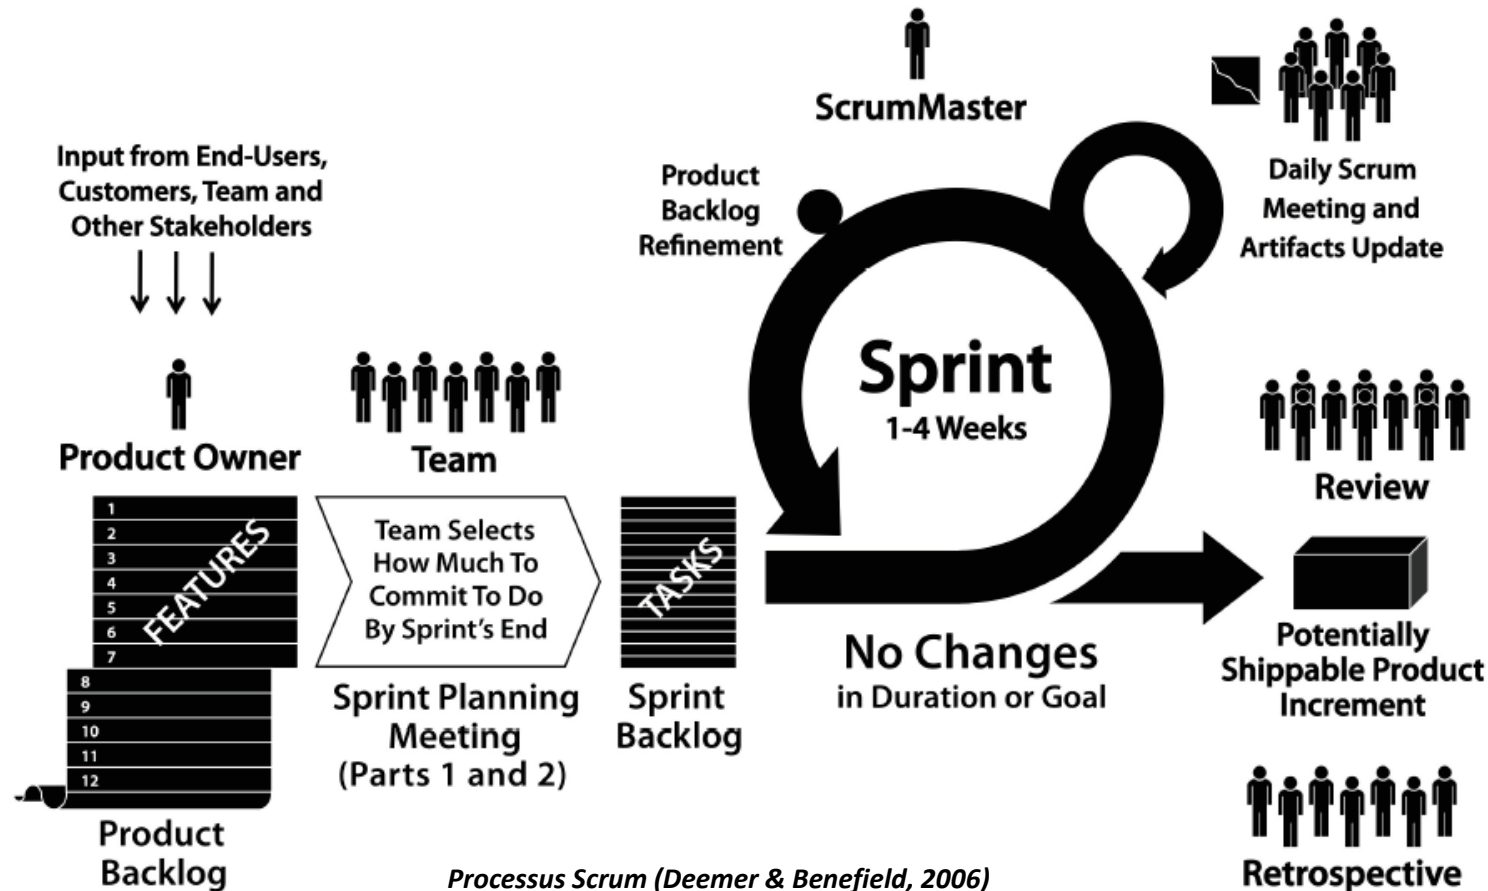 Input from End-Users,
Customers, Team and
Other Stakeholders
Product Owner
Team
1
2
3
4
5
6
7
FEATURES
8
9
10
11
12
Product
Backlog
Team Selects
How Much To
Commit To Do
By Sprint's End
Sprint Planning
Meeting
(Parts 1 and 2)
TASKS
Sprint
Backlog
Product
Backlog
Refinement
ScrumMaster
Sprint
1-4 Weeks
No Changes
in Duration or Goal
Daily Scrum
Meeting and
Artifacts Update
Review
Potentially
Shippable Product
Increment
Retrospective
Processus Scrum (Deemer & Benefield, 2006)